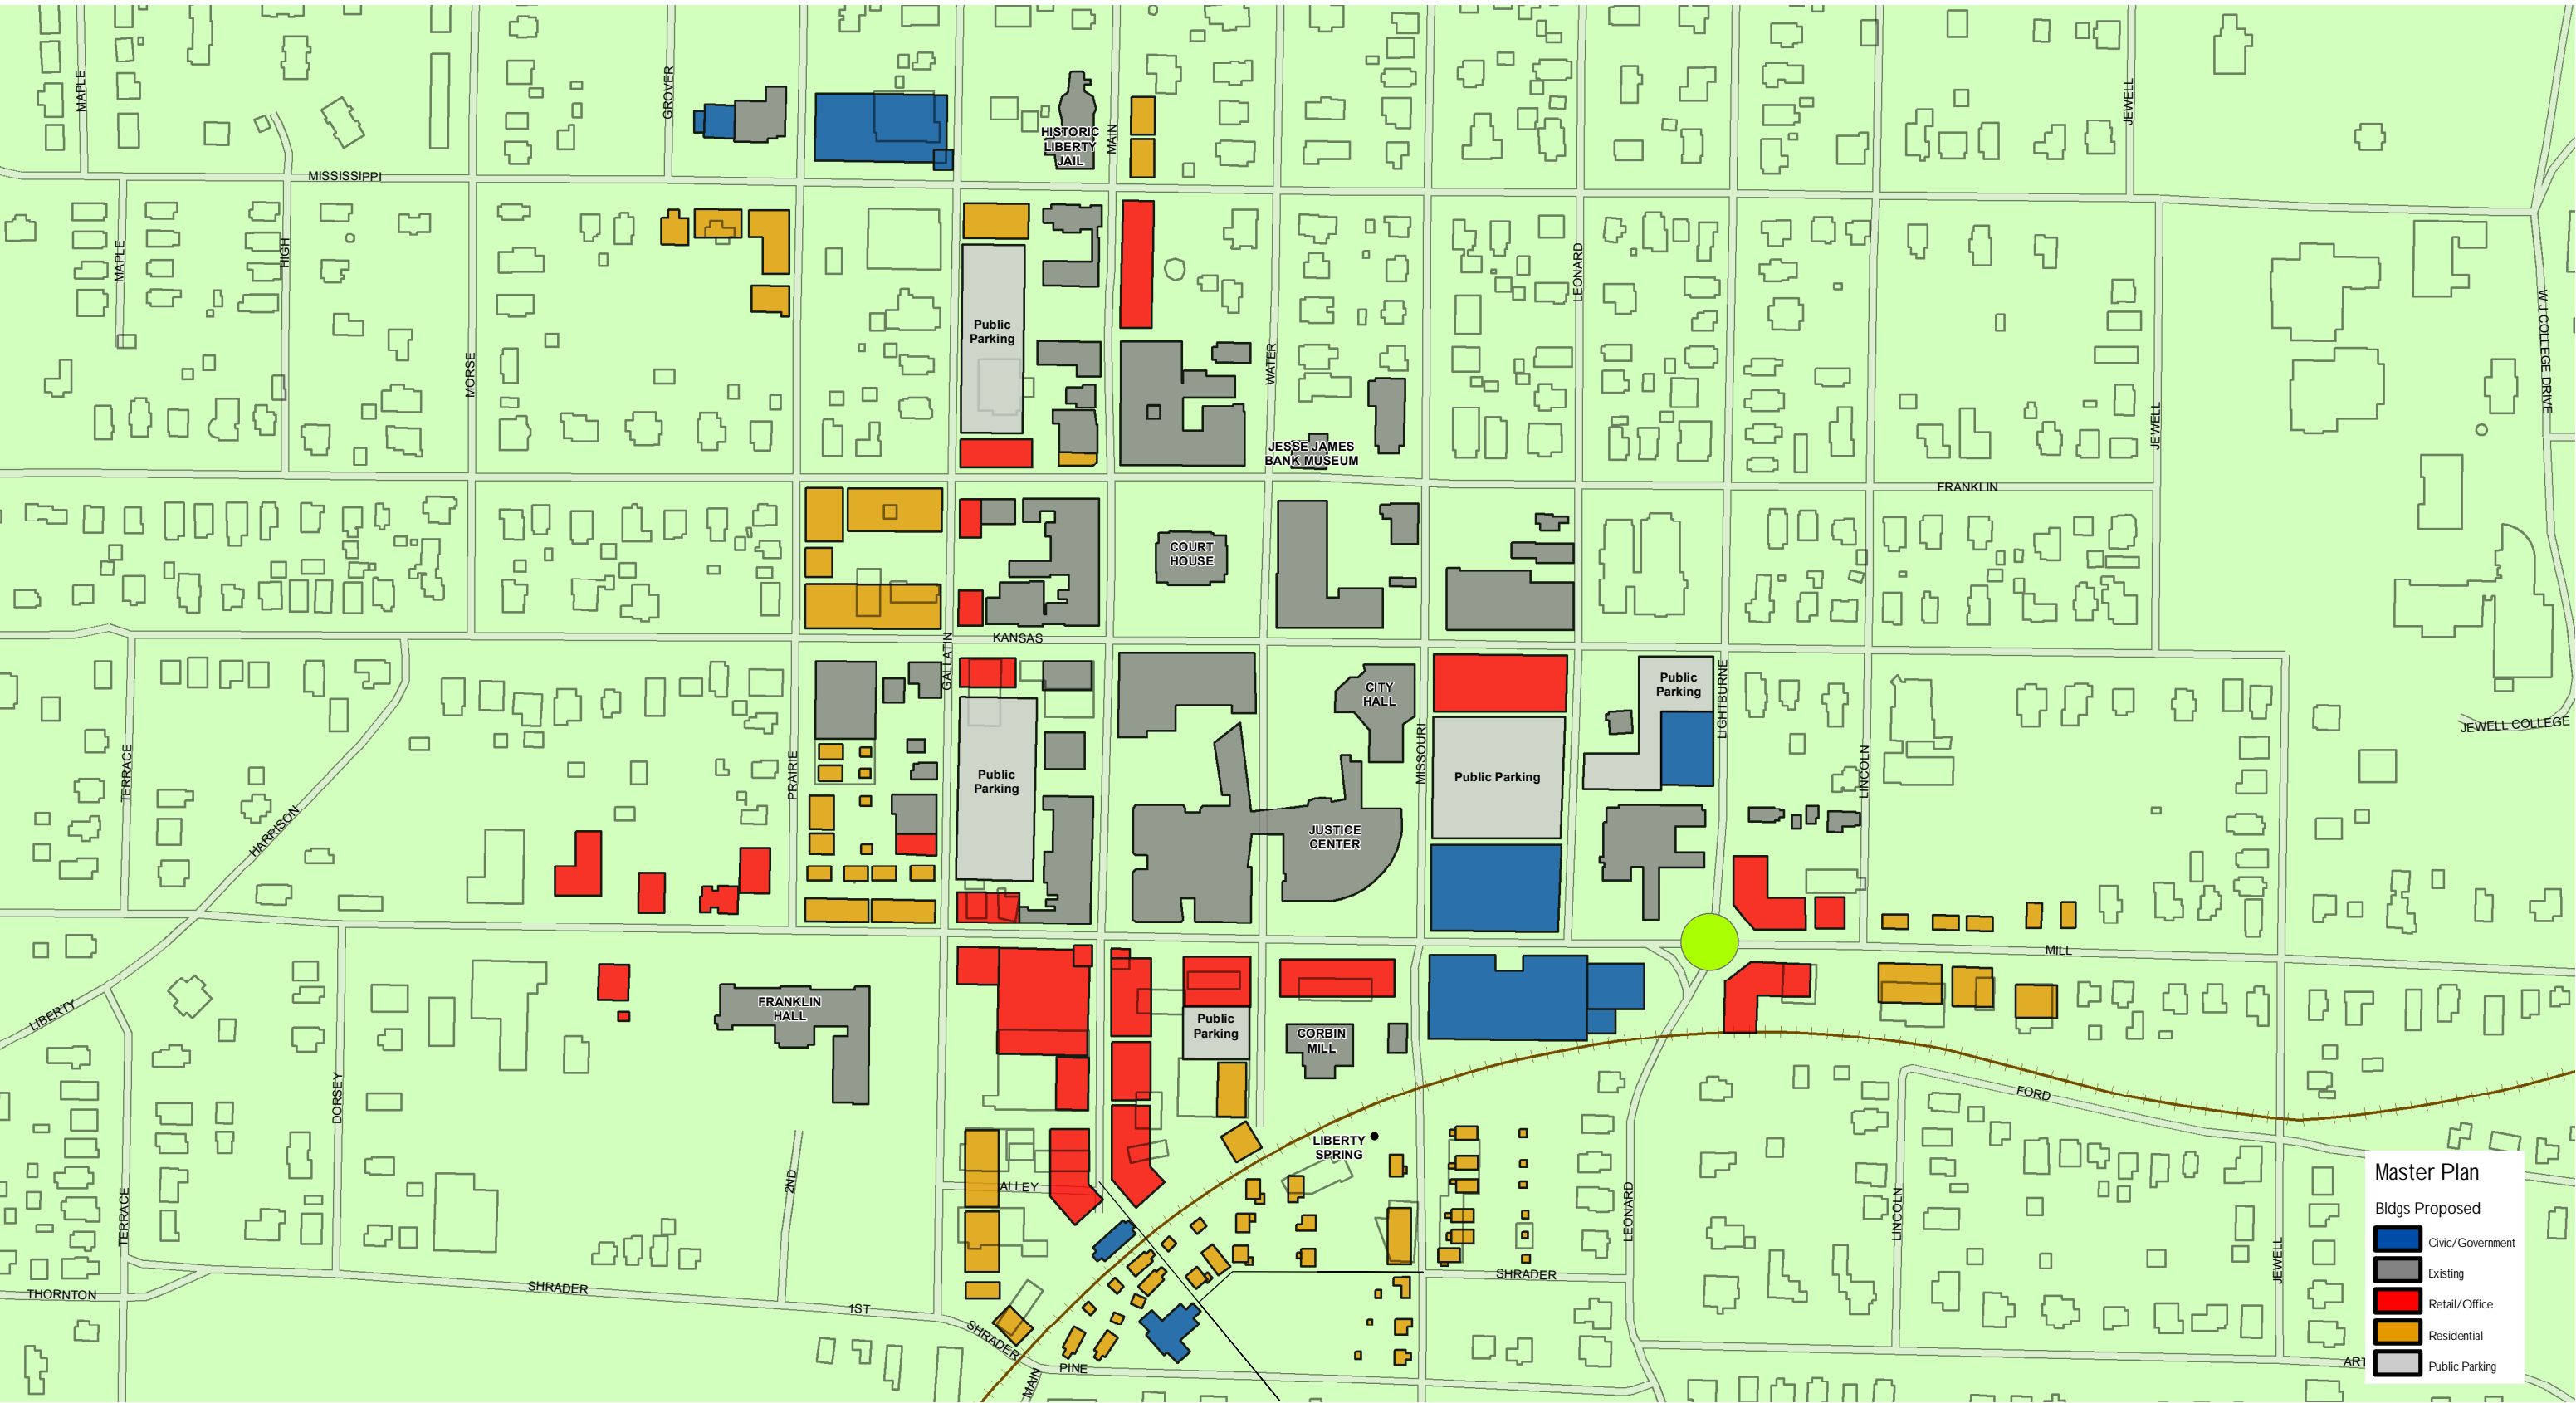 MAPLE
GROVER
MAIN
JEWELL
HISTORIC
LIBERTY
JAIL
MISSISSIPPI
MAPLE
HIGH
LEONARD
W J COLLEGE DRIVE
Public
Parking
MORSE
WATER
JEWELL
JESSE JAMES
BANK MUSEUM
FRANKLIN
COURT
HOUSE
KANSAS
GALLATIN
CITY
HALL
Public
Parking
LIGHTBURNE
JEWELL COLLEGE
TERRACE
PRAIRIE
Public
Parking
MISSOURI
Public Parking
LINCOLN
HARRISON
JUSTICE
CENTER
MILL
LIBERTY
FRANKLIN
HALL
Public
Parking
CORBIN
MILL
DORSEY
FORD
LIBERTY
SPRING
2ND
ALLEY
TERRACE
LEONARD
LINCOLN
JEWELL
THORNTON
SHRADER
1ST
SHRADER
SHRADER
PINE
MAIN
ART
Master Plan
Bldgs Proposed
Civic/Government
Existing
Retail/Office
Residential
Public Parking